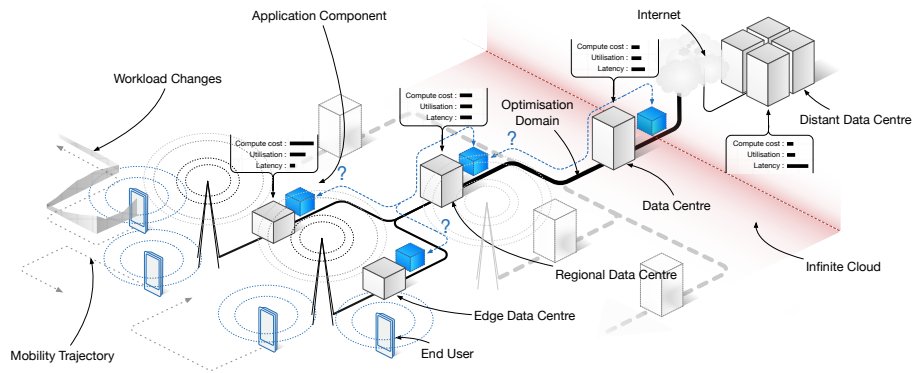 Application Component
Internet
Workload Changes
Compute cost :
Utilisation :
Latency :
Compute cost :
Utilisation :
Latency :
Optimisation
Domain
Compute cost :
Utilisation :
Latency :
Distant Data Centre
Compute cost :
Utilisation :
Latency :
?
?
?
Data Centre
Infinite Cloud
Regional Data Centre
Edge Data Centre
Mobility Trajectory
End User